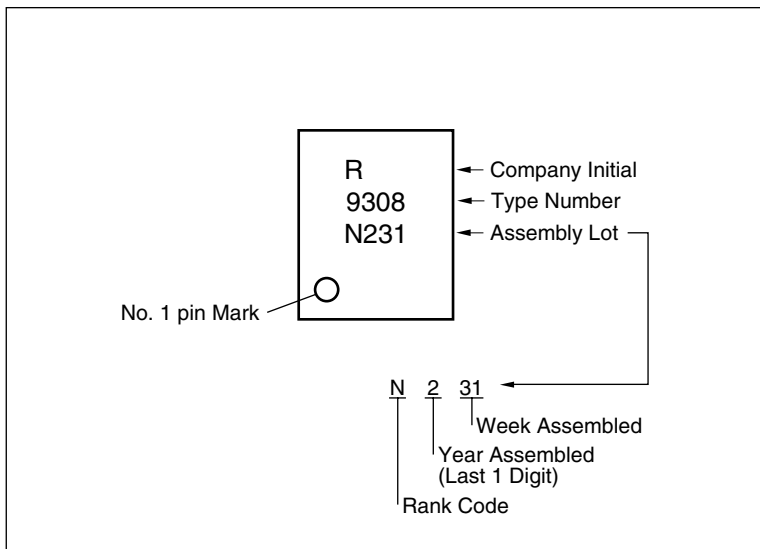 R
9308
N231
Company Initial
Type Number
Assembly Lot
No. 1 pin Mark
N 2 31
Week Assembled
Year Assembled
(Last 1 Digit)
Rank Code